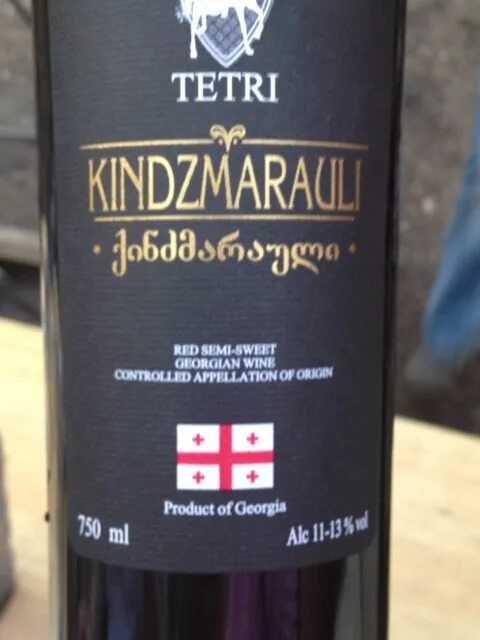 TETRI
KINDZMARAULI
· ქინძმარაული ·
RED SEMI-SWEET
GEORGIAN WINE
CONTROLLED APPELLATION OF ORIGIN
Product of Georgia
750 ml
Alc 11-13 % vol